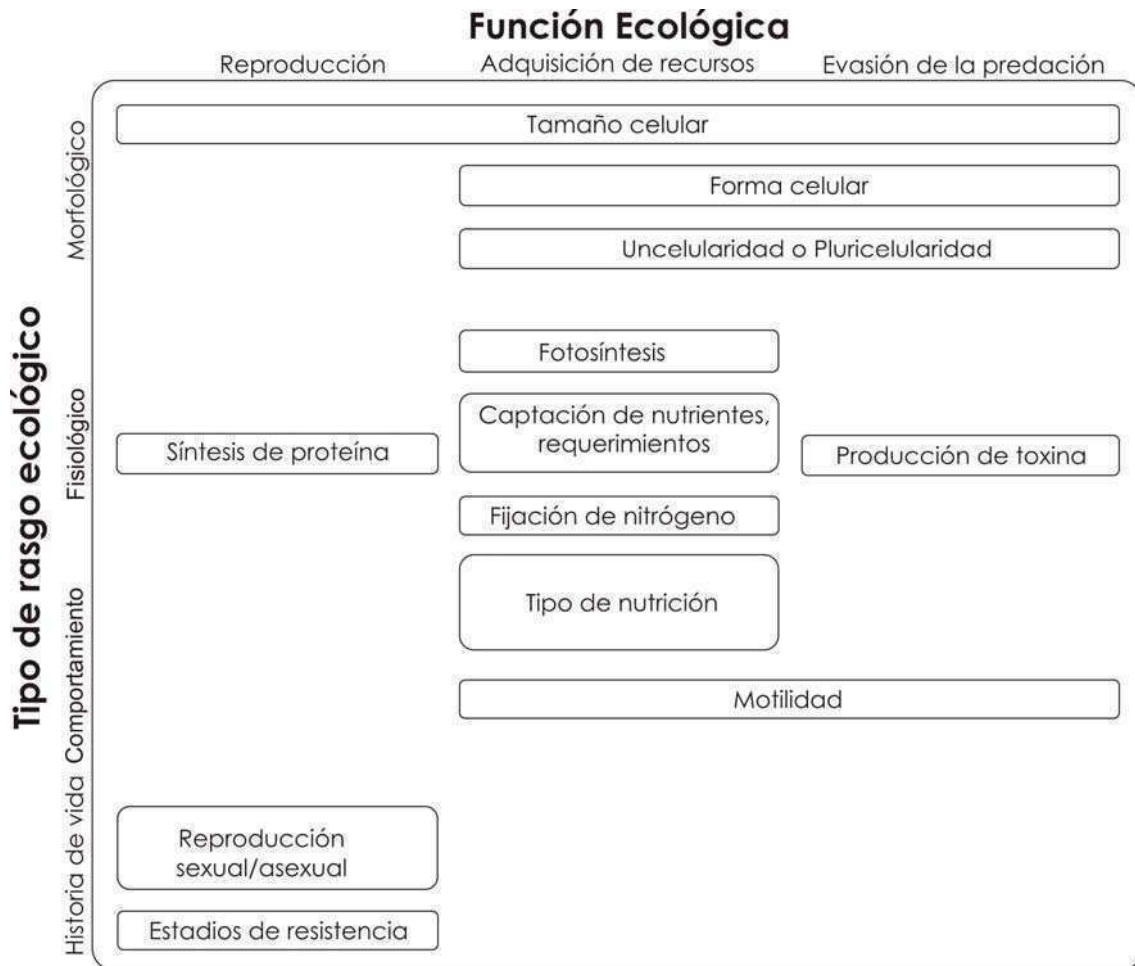 Función Ecológica
Reproducción
Adquisición de recursos
Evasión de la predación
Tipo de rasgo ecológico
Morfológico
Tamaño celular
Forma celular
Uncelularidad o Pluricelularidad
Fisiológico
Fotosíntesis
Captación de nutrientes,
requerimientos
Síntesis de proteína
Producción de toxina
Fijación de nitrógeno
Comportamiento
Tipo de nutrición
Motilidad
Historia de vida
Reproducción
sexual/asexual
Estadios de resistencia